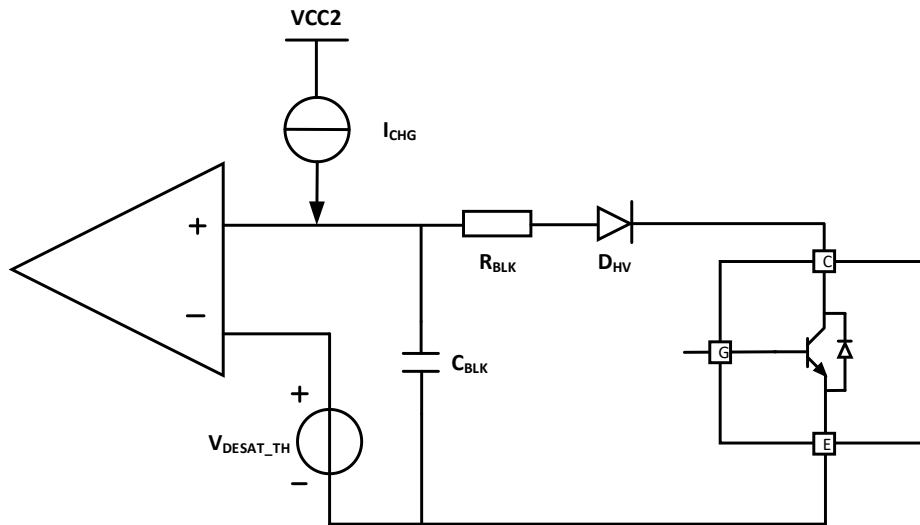 VCC2
I_CHG
+
R_BLK
D_HV
C
−
G
C_BLK
+
V_DESAT_TH
−
E